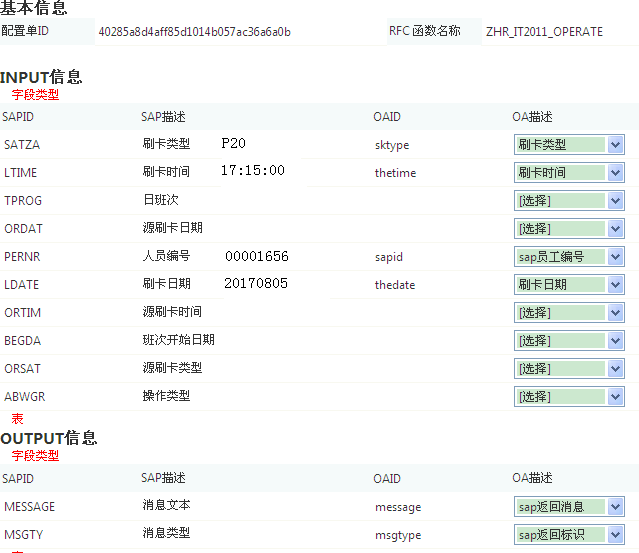 基本信息
配置单ID 40285a8d4aff85d1014b057ac36a6a0b RFC 函数名称 ZHR_IT2011_OPERATE
INPUT信息
字段类型
SAPID SAP描述 OAID OA描述
SATZA 刷卡类型 P20 sktype 刷卡类型
LTIME 刷卡时间 17:15:00 thetime 刷卡时间
TPROG 日班次 [选择]
ORDAT 源刷卡日期 [选择]
PERNR 人员编号 00001656 sapid sap员工编号
LDATE 刷卡日期 20170805 thedate 刷卡日期
ORTIM 源刷卡时间 [选择]
BEGDA 班次开始日期 [选择]
ORSAT 源刷卡类型 [选择]
ABWGR 操作类型 [选择]
表
OUTPUT信息
字段类型
SAPID SAP描述 OAID OA描述
MESSAGE 消息文本 message sap返回消息
MSGTY 消息类型 msgtype sap返回标识